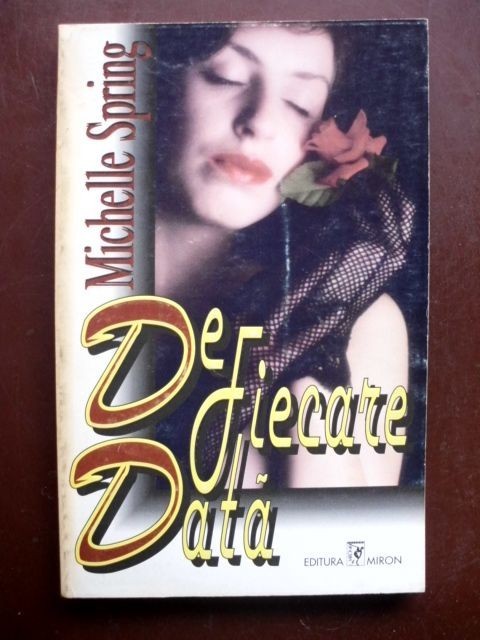 Michelle Spring
De
Fiecare
Dată
EDITURA MIRON